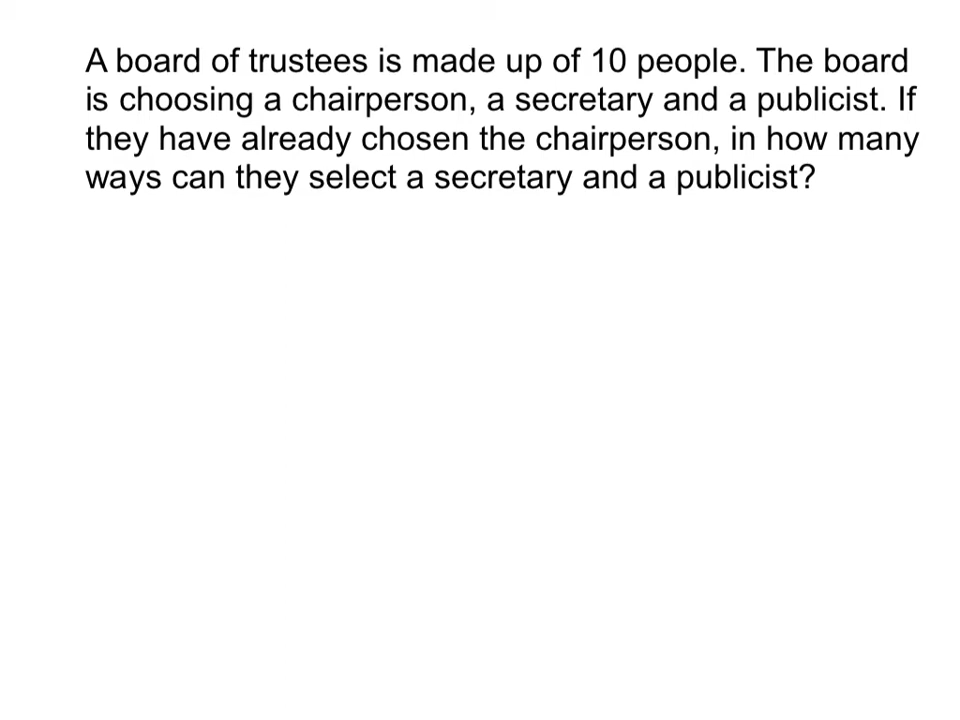 A board of trustees is made up of 10 people. The board
is choosing a chairperson, a secretary and a publicist. If
they have already chosen the chairperson, in how many
ways can they select a secretary and a publicist?